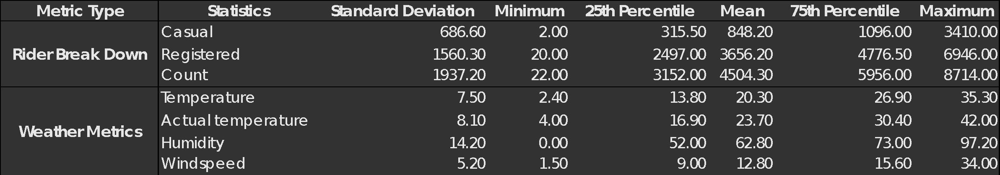 Metric Type Statistics Standard Deviation Minimum 25th Percentile Mean 75th Percentile Maximum
Casual 686.60 2.00 315.50 848.20 1096.00 3410.00
Rider Break Down Registered 1560.30 20.00 2497.00 3656.20 4776.50 6946.00
Count 1937.20 22.00 3152.00 4504.30 5956.00 8714.00
Temperature 7.50 2.40 13.80 20.30 26.90 35.30
Actual temperature 8.10 4.00 16.90 23.70 30.40 42.00
Weather Metrics
Humidity 14.20 0.00 52.00 62.80 73.00 97.20
Windspeed 5.20 1.50 9.00 12.80 15.60 34.00